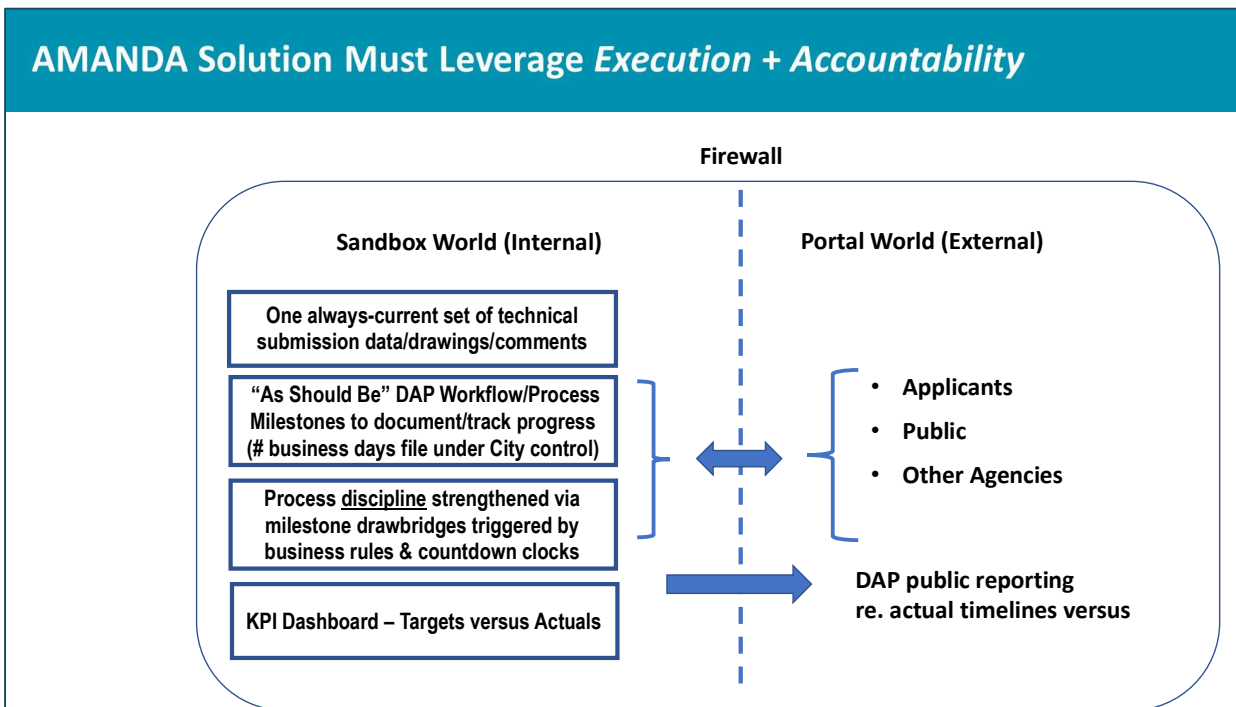 AMANDA Solution Must Leverage Execution + Accountability
Firewall
Sandbox World (Internal)
Portal World (External)
One always-current set of technical
submission data/drawings/comments
“As Should Be” DAP Workflow/Process
Milestones to document/track progress
(# business days file under City control)
Process discipline strengthened via
milestone drawbridges triggered by
business rules & countdown clocks
KPI Dashboard – Targets versus Actuals
• Applicants
• Public
• Other Agencies
DAP public reporting
re. actual timelines versus